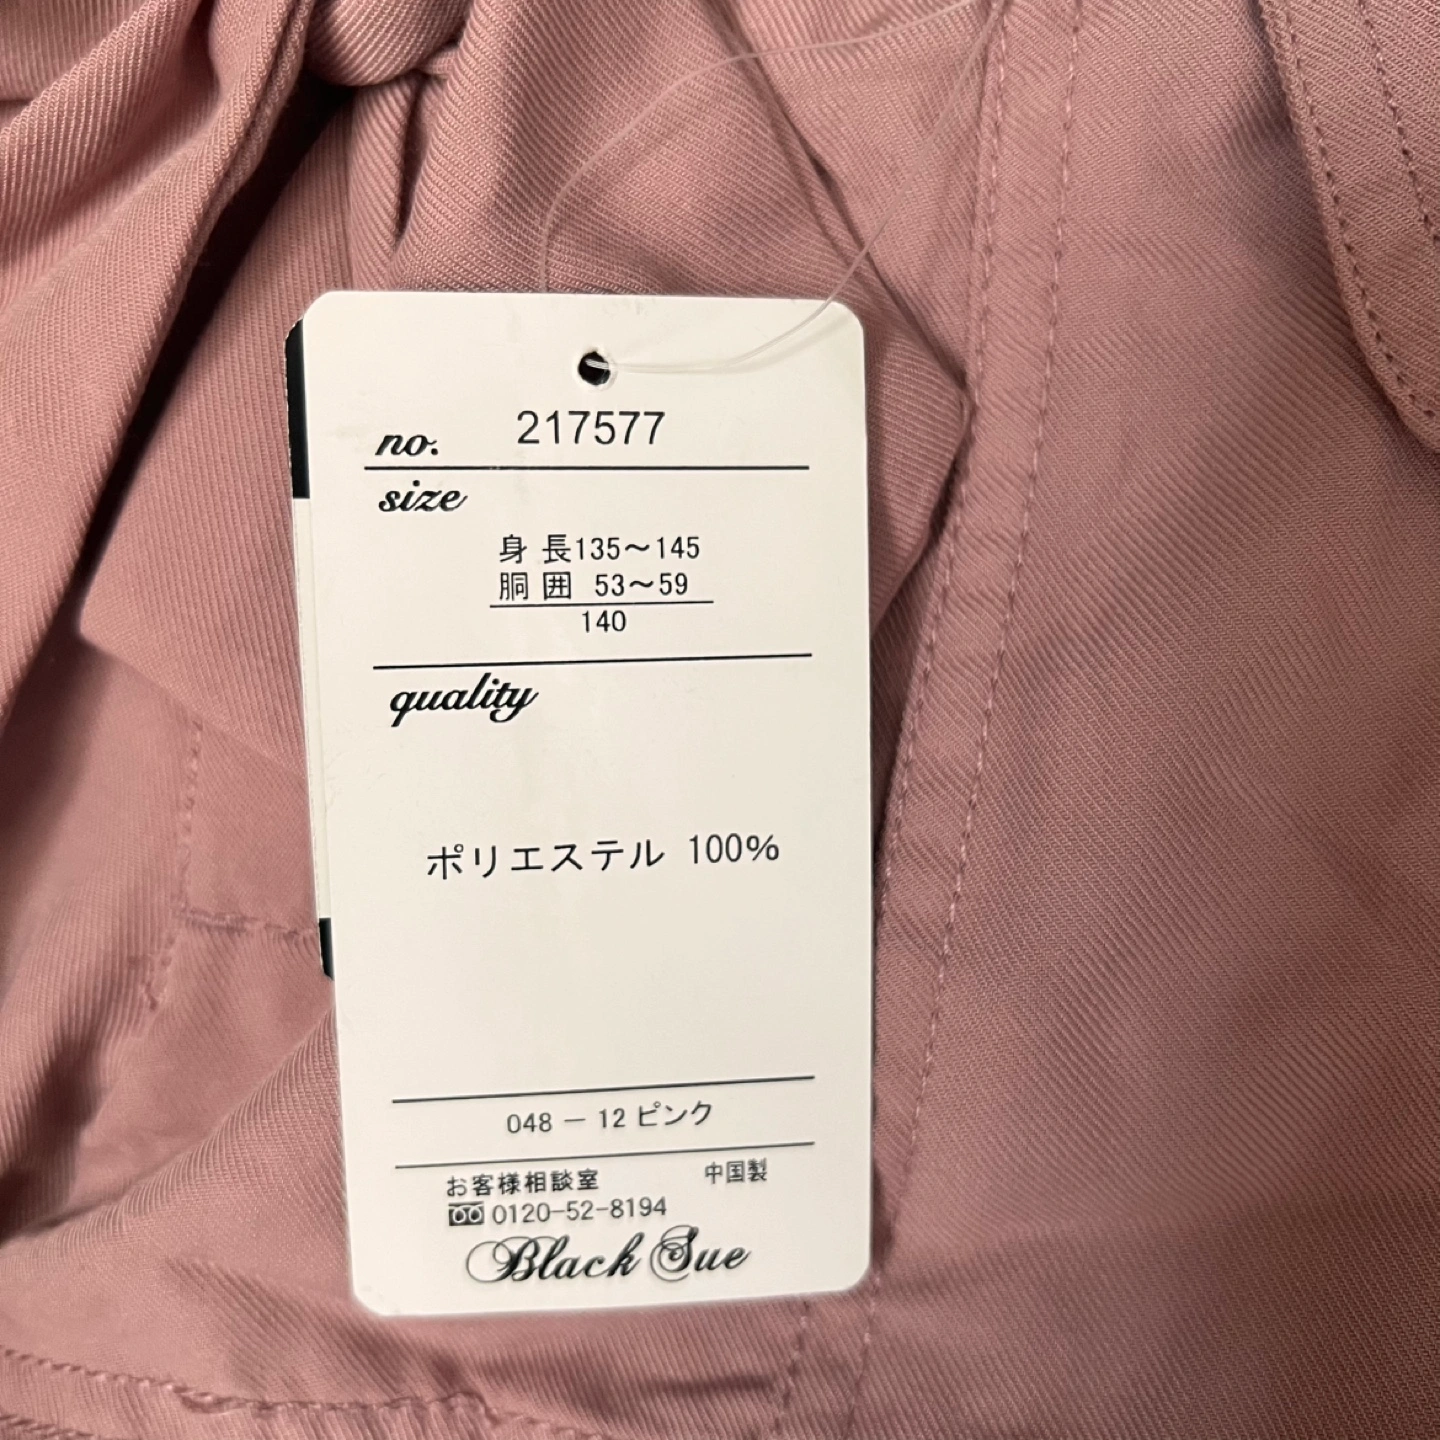 no. 217577
size
身長135～145
胴囲 53～59
140
quality
ポリエステル 100%
048－12ピンク
お客様相談室 中国製
0120-52-8194
Black Sue